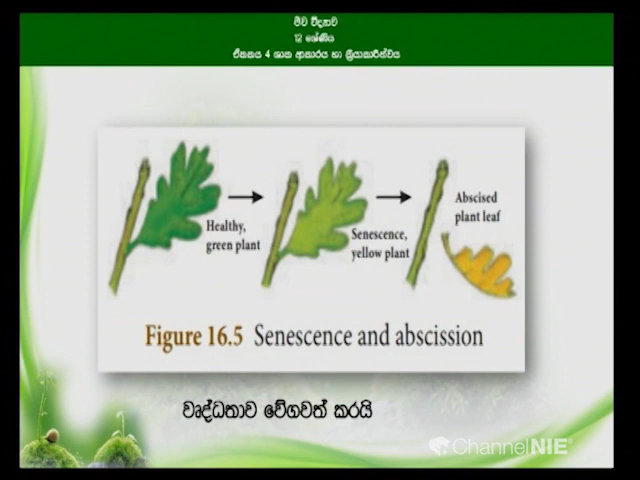 ජීව විද්‍යාව
12 ශ්‍රේණිය
ඒකකය 4 ශාක ආකාරය හා ක්‍රියාකාරීත්වය
Healthy,
green plant
Senescence,
yellow plant
Abscised
plant leaf
Figure 16.5 Senescence and abscission
වෘද්ධතාව වේගවත් කරයි
ChannelNIE